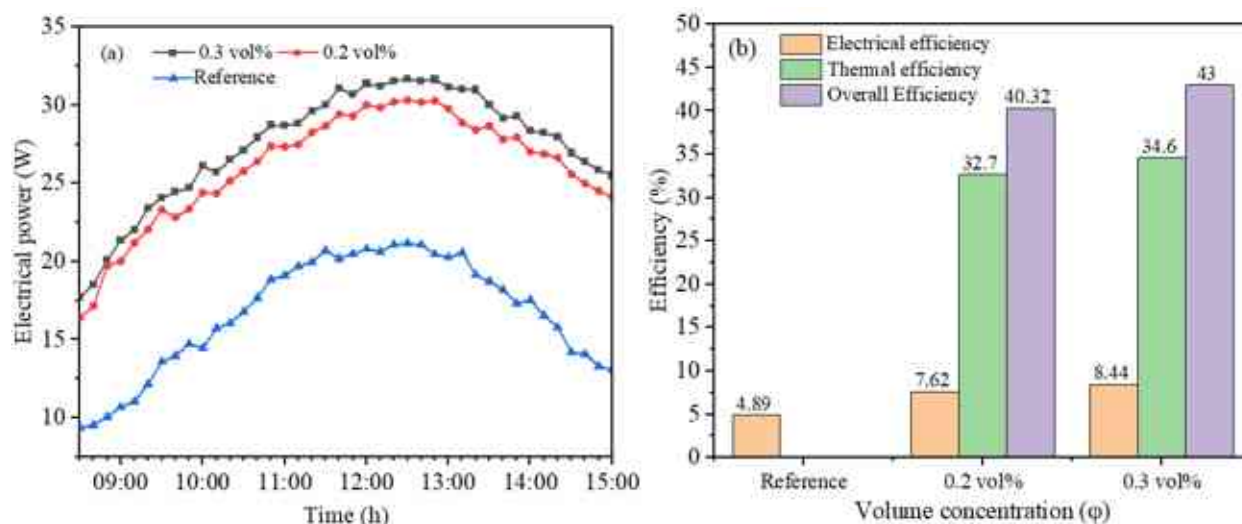 (a)
0.3 vol%
0.2 vol%
Reference
Electrical power (W)
35
30
25
20
15
10
09:00 10:00 11:00 12:00 13:00 14:00 15:00
Time (h)
(b)
Electrical efficiency
Thermal efficiency
Overall Efficiency
Efficiency (%)
50
45
40
35
30
25
20
15
10
5
0
4.89
7.62
32.7
40.32
8.44
34.6
43
Reference 0.2 vol% 0.3 vol%
Volume concentration (φ)